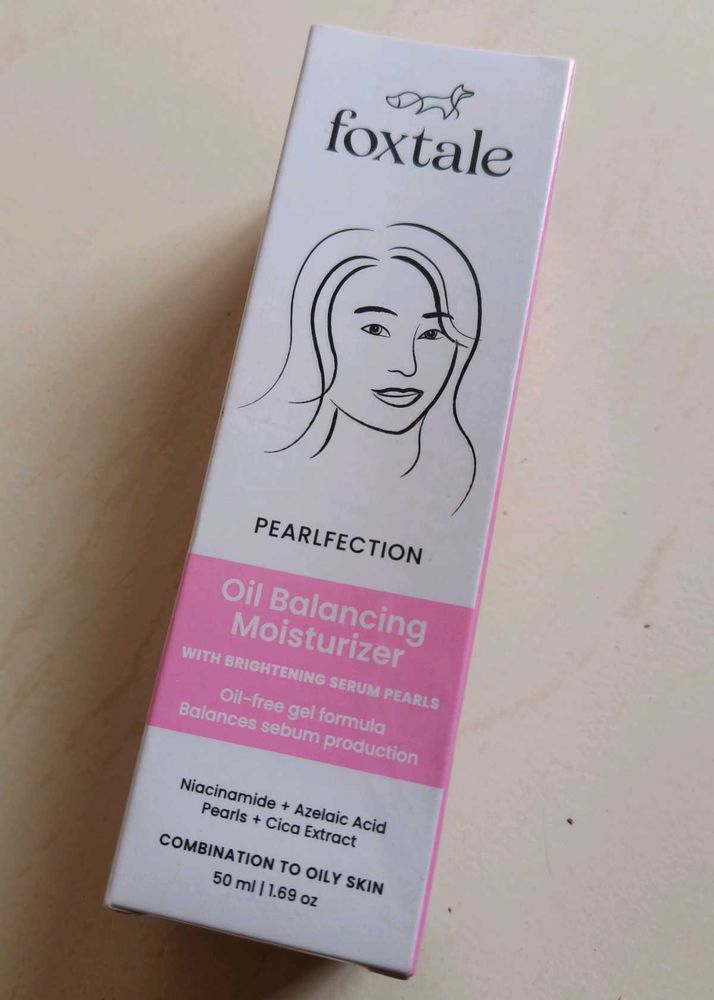 foxtale
PEARLFECTION
Oil Balancing
Moisturizer
WITH BRIGHTENING SERUM PEARLS
Oil-free gel formula
Balances sebum production
Niacinamide + Azelaic Acid
Pearls + Cica Extract
COMBINATION TO OILY SKIN
50 ml | 1.69 oz